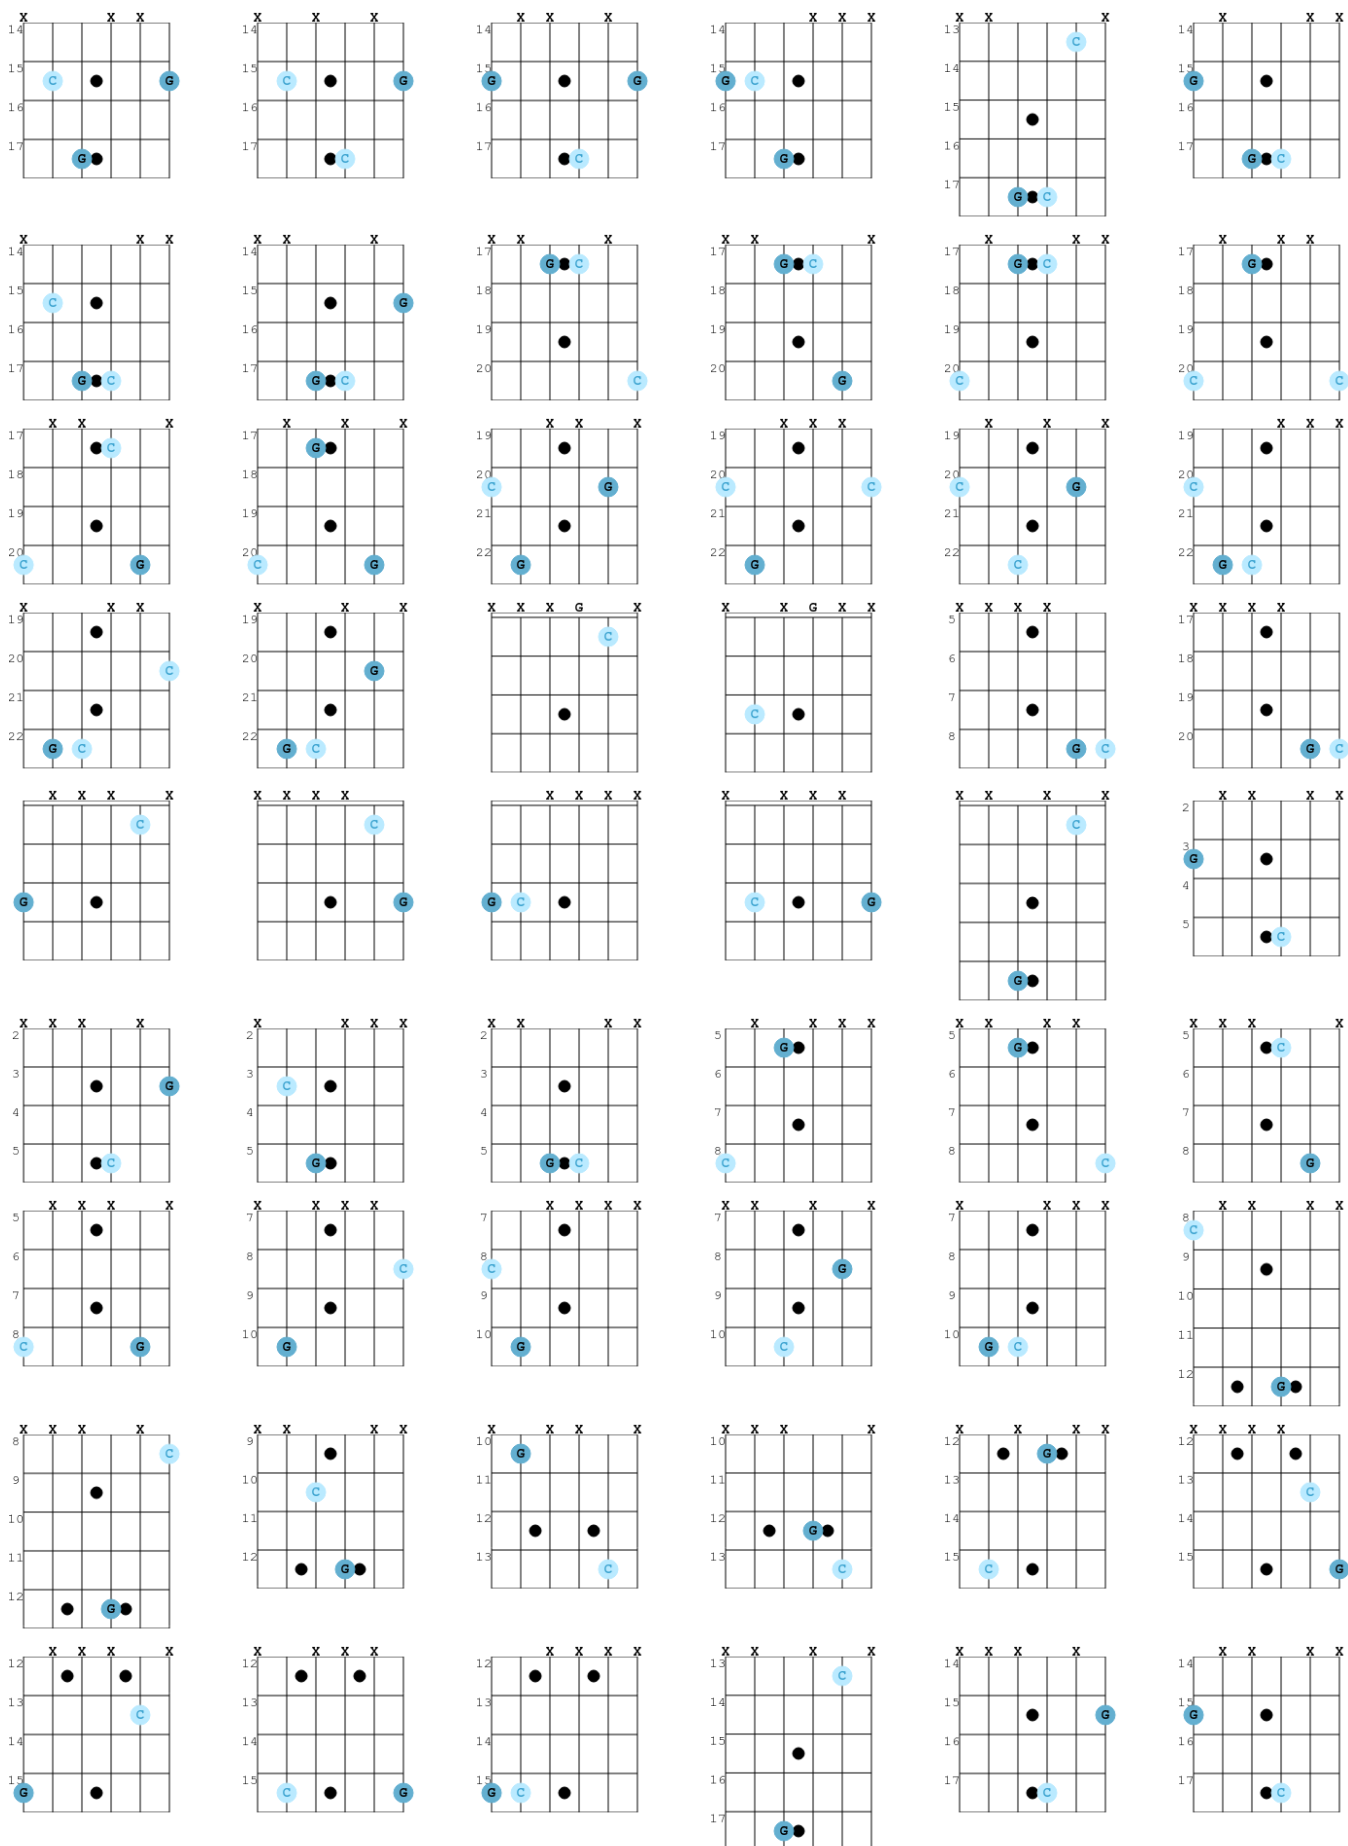 X X X X X X X X X X X X X X X X X X
14 14 14 14 13 C 14
15 C G 15 C G 15 G G 15 G C 14 15 G
16 16 16 16 15 16
17 G 17 C 17 C 17 G 16 17 G C
17 G C
X X X X X X X X X X X X X X X X X X
14 14 17 G C 17 G C 17 G C 17 G
15 C 15 G 18 18 18 18
16 16 19 19 19 19
17 G C 17 G C 20 C 20 G 20 C 20 C C
X X X X X X X X X X X X X X X X X X
17 C 17 G 19 19 19 19
18 18 20 C G 20 C C 20 C G 20 C
19 19 21 21 21 21
20 C G 20 C G 22 G 22 G 22 C 22 G C
X X X X X X X X X G X X X G X X X X X X X X X X
19 19 C 5 17
20 C 20 G 6 18
21 21 C 7 19
22 G C 22 G C 8 G C 20 G C
X X X X X X X X X X X X X X X X X X X X X X X X
C C C 2
3 G
G G G C C G 4
5 C
G
X X X X X X X X X X X X X X X X X X X X X X X X
2 2 2 5 G 5 G 5 C
3 G 3 C 3 6 6 6
4 4 4 7 7 7
5 C 5 G 5 G C 8 C 8 C 8 G
X X X X X X X X X X X X X X X X X X X X X X X X
5 7 7 7 7 8 C
6 8 C 8 C 8 G 8 9
7 9 9 9 9 10
8 C G 10 G 10 G 10 C 10 G C 11
12 G
X X X X X X X X X X X X X X X X X X X X X X X X
8 C 9 10 G 10 12 G 12
9 10 C 11 11 13 13 C
10 11 12 12 G 14 14
11 12 G 13 C 13 C 15 C 15 G
12 G
X X X X X X X X X X X X X X X X X X X X X X X X
12 12 12 13 C 14 14
13 C 13 13 14 15 G 15 G
14 14 14 15 16 16
15 G 15 C G 15 G C 16 17 C 17 C
17 G